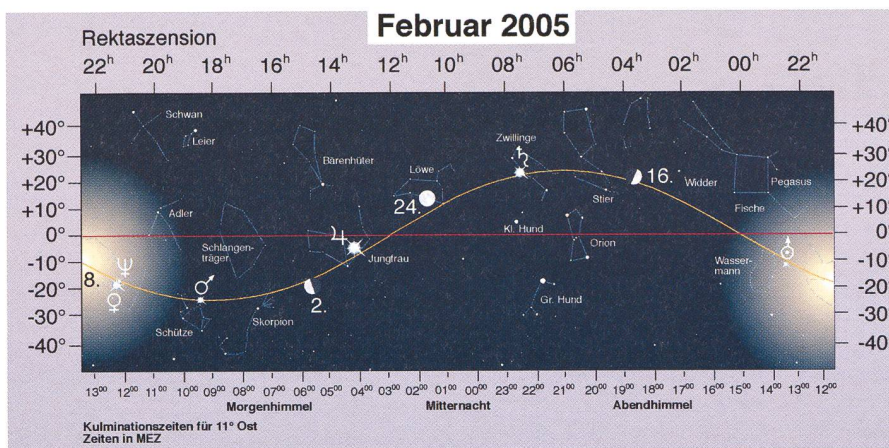 Februar 2005
Rektaszension
22h 20h 18h 16h 14h 12h 10h 08h 06h 04h 02h 00h 22h
+40° +40°
+30° +30°
+20° +20°
+10° +10°
0° 0°
-10° -10°
-20° -20°
-30° -30°
-40° -40°
Schwan
Leier
Bärenhüter
Löwe
Zwillinge
16.
Widder
Pegasus
Stier
Fische
Adler
24.
Kl. Hund
Schlangen-
träger
Jungfrau
Orion
Wasser-
mann
8.
2.
Gr. Hund
Schütze
Skorpion
1300 1200 1100 1000 0900 0800 0700 0600 0500 0400 0300 0200 0100 0000 2300 2200 2100 2000 1900 1800 1700 1600 1500 1400 1300 1200
Morgenhimmel Mitternacht Abendhimmel
Kulminationszeiten für 11° Ost
Zeiten in MEZ